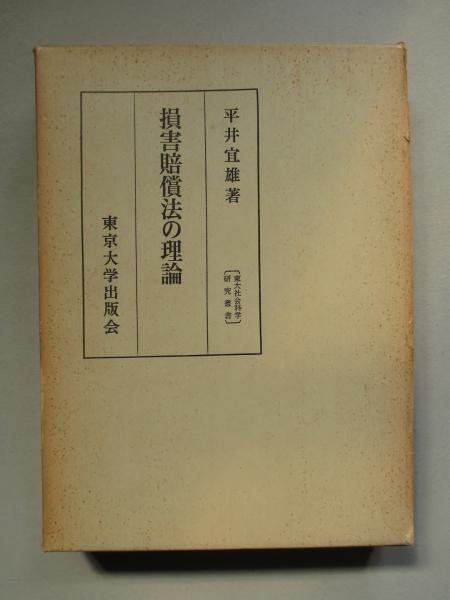 平井宜雄著
〔東大社会科学
研究叢書〕
損害賠償法の理論
東京大学出版会